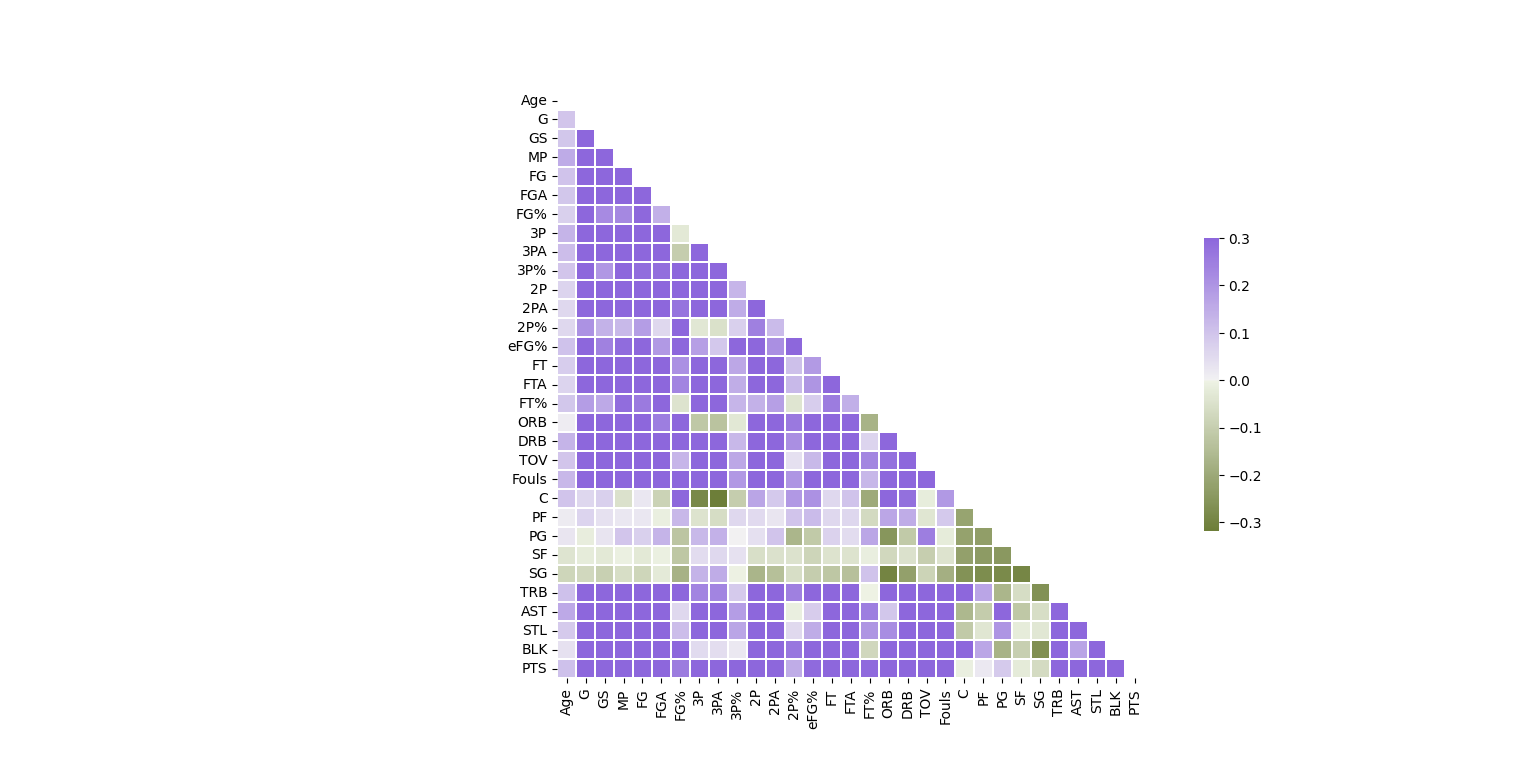 Age
G
GS
MP
FG
FGA
FG%
3P
3PA
3P%
2P
2PA
2P%
eFG%
FT
FTA
FT%
ORB
DRB
TOV
Fouls
C
PF
PG
SF
SG
TRB
AST
STL
BLK
PTS
Age G GS MP FG FGA FG% 3P 3PA 3P% 2P 2PA 2P% eFG% FT FTA FT% ORB DRB TOV Fouls C PF PG SF SG TRB AST STL BLK PTS
0.3
0.2
0.1
0.0
−0.1
−0.2
−0.3